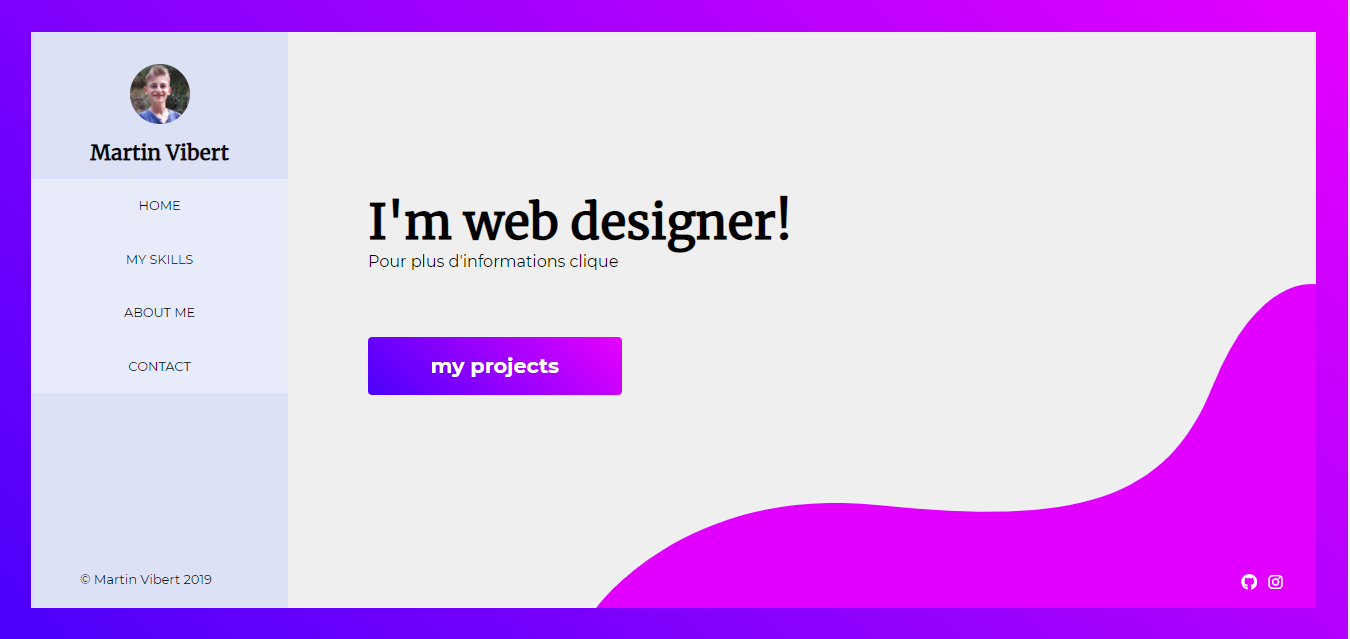 Martin Vibert
HOME
MY SKILLS
ABOUT ME
CONTACT
© Martin Vibert 2019
I'm web designer!
Pour plus d'informations clique
my projects